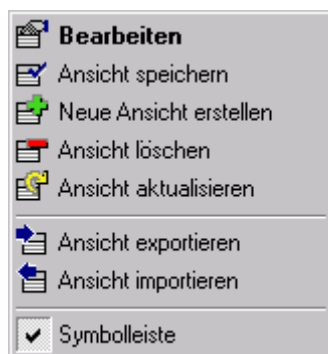 Bearbeiten
Ansicht speichern
Neue Ansicht erstellen
Ansicht löschen
Ansicht aktualisieren
Ansicht exportieren
Ansicht importieren
Symbolleiste